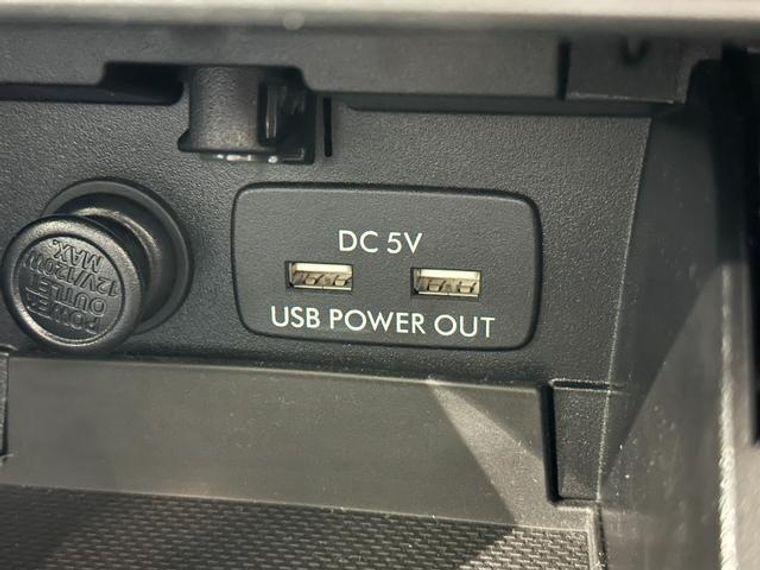 DC 5V
USB POWER OUT
POWER
OUTLET
12V/120W
MAX.